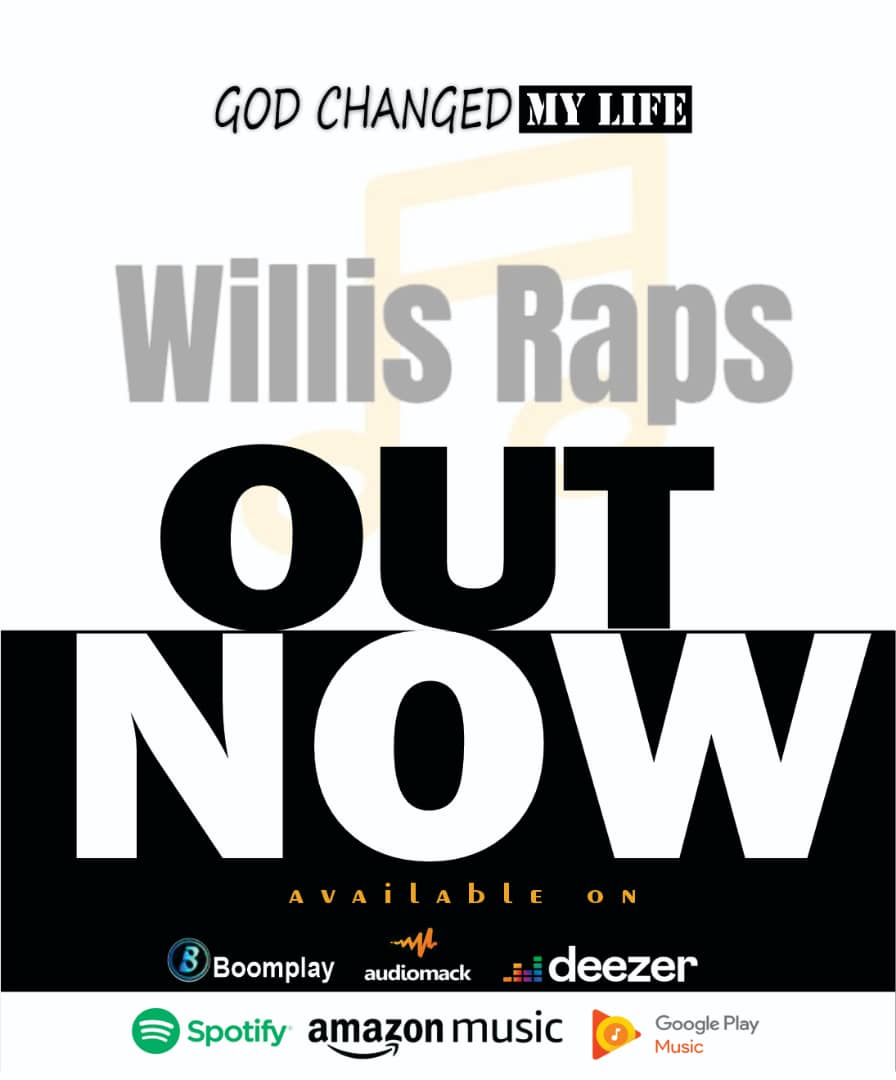 GOD CHANGED MY LIFE
Willis Raps
OUT
NOW
AVAilAblE ON
Boomplay
audiomack
deezer
Spotify
amazon music
Google Play
Music